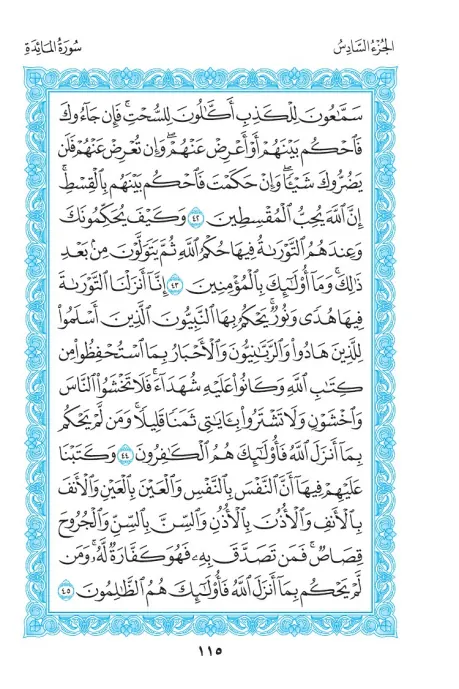 الجُزْءُ السَّادِسُ
سُورَةُ المَائِدَةِ
سَمَّٰعُونَ لِلْكَذِبِ أَكَّٰلُونَ لِلسُّحْتِۚ فَإِن جَآءُوكَ
فَٱحْكُم بَيْنَهُمْ أَوْ أَعْرِضْ عَنْهُمْۖ وَإِن تُعْرِضْ عَنْهُمْ فَلَن
يَضُرُّوكَ شَيْـًٔاۖ وَإِنْ حَكَمْتَ فَٱحْكُم بَيْنَهُم بِٱلْقِسْطِۚ
إِنَّ ٱللَّهَ يُحِبُّ ٱلْمُقْسِطِينَ ٤٢ وَكَيْفَ يُحَكِّمُونَكَ
وَعِندَهُمُ ٱلتَّوْرَىٰةُ فِيهَا حُكْمُ ٱللَّهِ ثُمَّ يَتَوَلَّوْنَ مِنۢ بَعْدِ
ذَٰلِكَۚ وَمَآ أُو۟لَٰٓئِكَ بِٱلْمُؤْمِنِينَ ٤٣ إِنَّآ أَنزَلْنَا ٱلتَّوْرَىٰةَ
فِيهَا هُدًى وَنُورٌۚ يَحْكُمُ بِهَا ٱلنَّبِيُّونَ ٱلَّذِينَ أَسْلَمُوا۟
لِلَّذِينَ هَادُوا۟ وَٱلرَّبَّٰنِيُّونَ وَٱلْأَحْبَارُ بِمَا ٱسْتُحْفِظُوا۟ مِن
كِتَٰبِ ٱللَّهِ وَكَانُوا۟ عَلَيْهِ شُهَدَآءَۚ فَلَا تَخْشَوُا۟ ٱلنَّاسَ
وَٱخْشَوْنِ وَلَا تَشْتَرُوا۟ بِـَٔايَٰتِى ثَمَنًا قَلِيلًاۚ وَمَن لَّمْ يَحْكُم
بِمَآ أَنزَلَ ٱللَّهُ فَأُو۟لَٰٓئِكَ هُمُ ٱلْكَٰفِرُونَ ٤٤ وَكَتَبْنَا
عَلَيْهِمْ فِيهَآ أَنَّ ٱلنَّفْسَ بِٱلنَّفْسِ وَٱلْعَيْنَ بِٱلْعَيْنِ وَٱلْأَنفَ
بِٱلْأَنفِ وَٱلْأُذُنَ بِٱلْأُذُنِ وَٱلسِّنَّ بِٱلسِّنِّ وَٱلْجُرُوحَ
قِصَاصٌۚ فَمَن تَصَدَّقَ بِهِۦ فَهُوَ كَفَّارَةٌ لَّهُۥۚ وَمَن
لَّمْ يَحْكُم بِمَآ أَنزَلَ ٱللَّهُ فَأُو۟لَٰٓئِكَ هُمُ ٱلظَّٰلِمُونَ ٤٥
١١٥